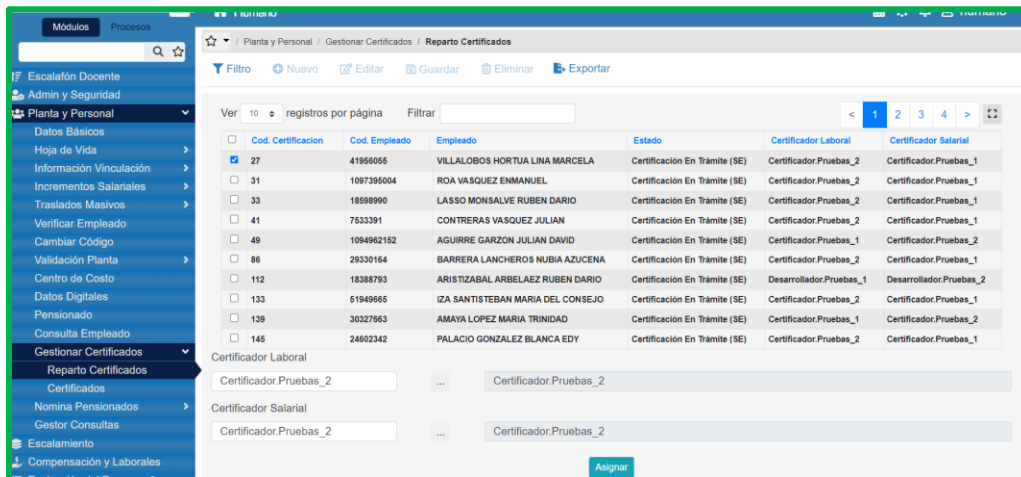 Humano
humano
Módulos Procesos
/ Planta y Personal / Gestionar Certificados / Reparto Certificados
Filtro Nuevo Editar Guardar Eliminar Exportar
Escalafón Docente
Admin y Seguridad
Planta y Personal
Datos Básicos
Hoja de Vida
Información Vinculación
Incrementos Salariales
Traslados Masivos
Verificar Empleado
Cambiar Código
Validación Planta
Centro de Costo
Datos Digitales
Pensionado
Consulta Empleado
Gestionar Certificados
Reparto Certificados
Certificados
Nomina Pensionados
Gestor Consultas
Escalamiento
Compensación y Laborales
Ver 10 registros por página Filtrar < 1 2 3 4 >
Cod. Certificacion Cod. Empleado Empleado Estado Certificador Laboral Certificador Salarial
27 41956055 VILLALOBOS HORTUA LINA MARCELA Certificación En Trámite (SE) Certificador.Pruebas_2 Certificador.Pruebas_1
31 1097395004 ROA VASQUEZ ENMANUEL Certificación En Trámite (SE) Certificador.Pruebas_2 Certificador.Pruebas_1
33 18598990 LASSO MONSALVE RUBEN DARIO Certificación En Trámite (SE) Certificador.Pruebas_2 Certificador.Pruebas_1
41 7533391 CONTRERAS VASQUEZ JULIAN Certificación En Trámite (SE) Certificador.Pruebas_2 Certificador.Pruebas_1
49 1094962152 AGUIRRE GARZON JULIAN DAVID Certificación En Trámite (SE) Certificador.Pruebas_1 Certificador.Pruebas_2
86 29330164 BARRERA LANCHEROS NUBIA AZUCENA Certificación En Trámite (SE) Certificador.Pruebas_2 Certificador.Pruebas_1
112 18388793 ARISTIZABAL ARBELAEZ RUBEN DARIO Certificación En Trámite (SE) Desarrollador.Pruebas_1 Desarrollador.Pruebas_2
133 51949665 IZA SANTISTEBAN MARIA DEL CONSEJO Certificación En Trámite (SE) Certificador.Pruebas_2 Certificador.Pruebas_1
139 30327663 AMAYA LOPEZ MARIA TRINIDAD Certificación En Trámite (SE) Certificador.Pruebas_1 Certificador.Pruebas_2
145 24602342 PALACIO GONZALEZ BLANCA EDY Certificación En Trámite (SE) Certificador.Pruebas_2 Certificador.Pruebas_1
Certificador Laboral
Certificador.Pruebas_2 ... Certificador.Pruebas_2
Certificador Salarial
Certificador.Pruebas_2 ... Certificador.Pruebas_2
Asignar